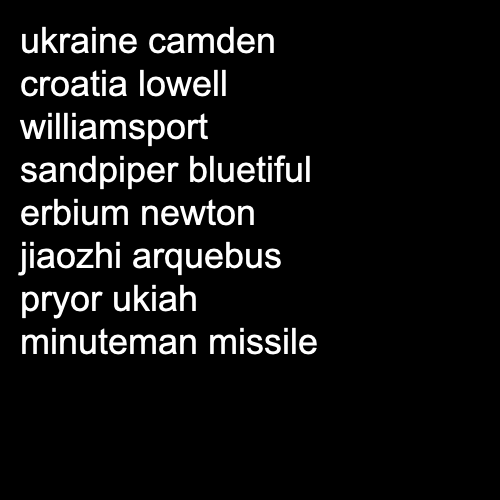 ukraine camden
croatia lowell
williamsport
sandpiper bluetiful
erbium newton
jiaozhi arquebus
pryor ukiah
minuteman missile